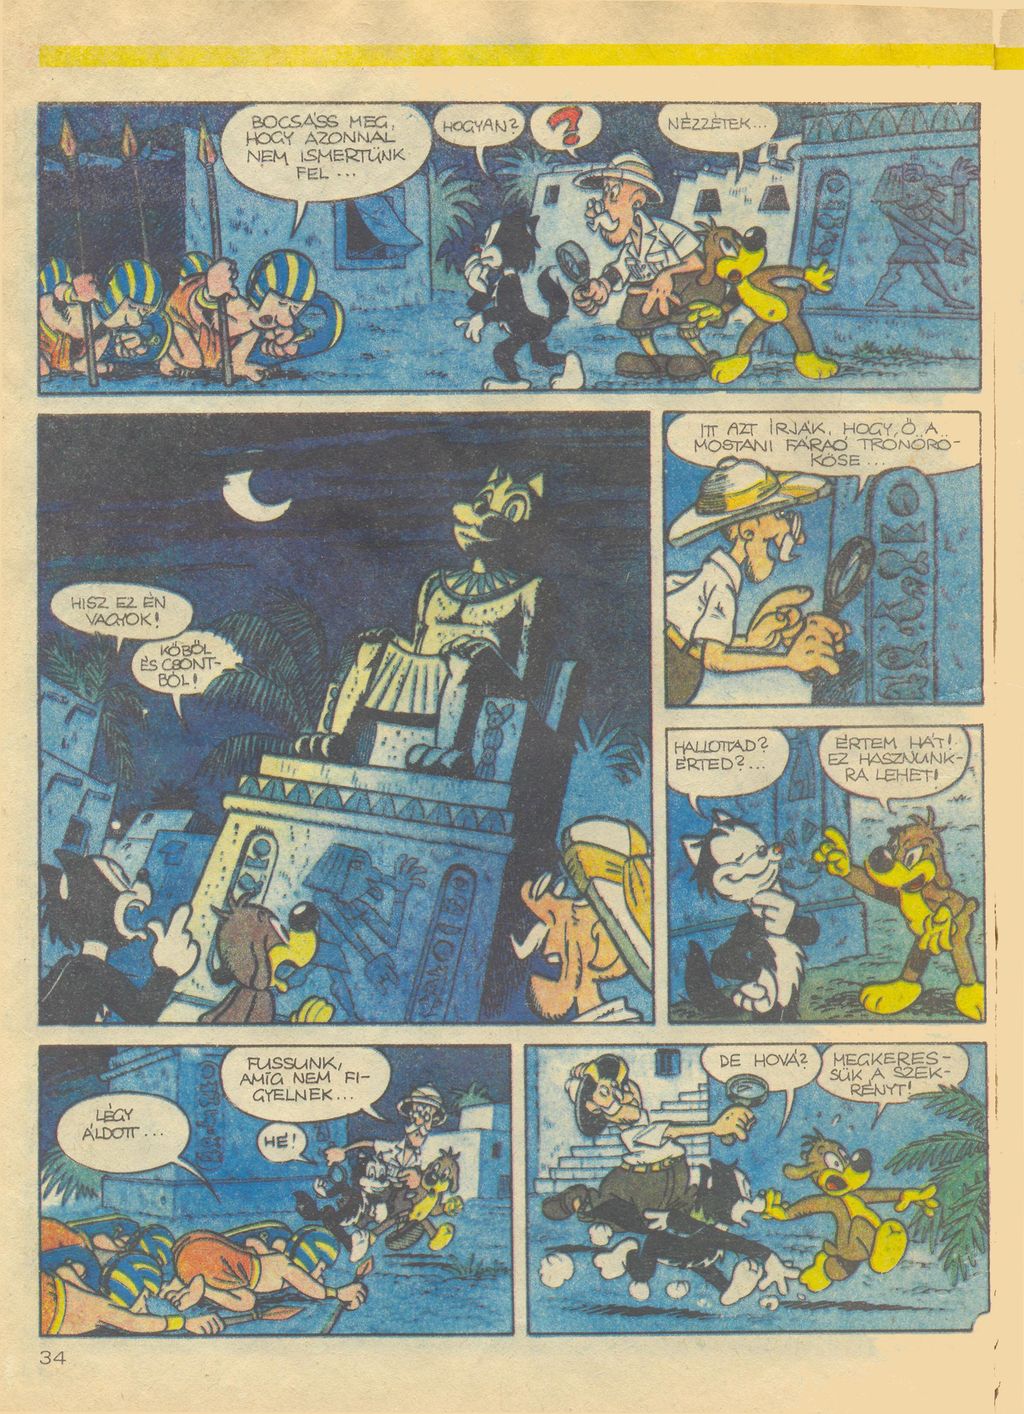 BOCSÁSS MEG,
HOGY AZONNAL
NEM ISMERTÜNK
FEL...
HOGYAN?
?
NÉZZÉTEK...
HISZ EZ ÉN
VAGYOK!
KŐBŐL
ÉS CSONT-
BÓL!
ITT AZT ÍRJÁK, HOGY, Ő A
MOSTANI FÁRAÓ TRÓNÖRÖ-
KÖSE...
HALLOTTAD?
ÉRTED?...
ÉRTEM HÁT!
EZ HASZNUNK-
RA LEHET!
LÉGY
ÁLDOTT...
FUSSUNK,
AMÍG NEM FI-
GYELNEK...
HÉ!
DE HOVÁ?
MEGKERES-
SÜK A SZEK-
RÉNYT!
34